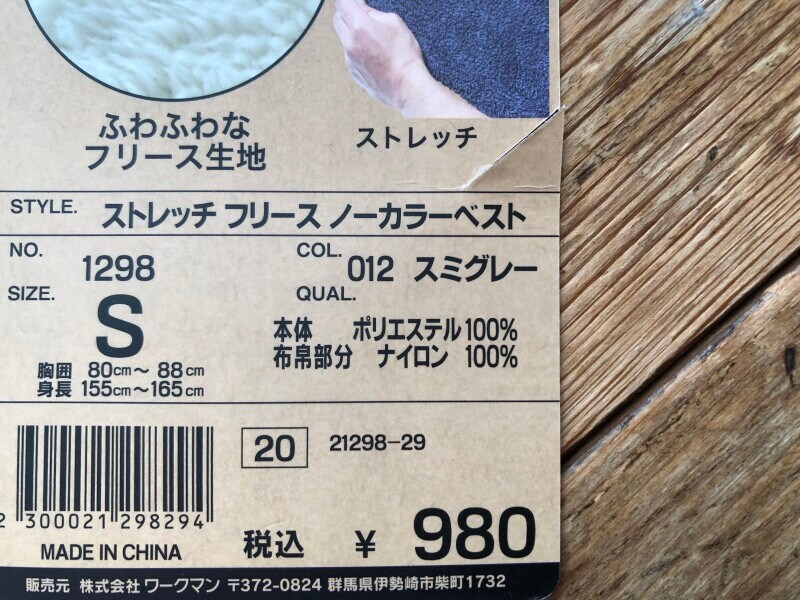 ふわふわな
フリース生地
ストレッチ
STYLE. ストレッチ フリース ノーカラーベスト
NO. 1298
COL. 012 スミグレー
SIZE. S
QUAL.
本体 ポリエステル100%
布帛部分 ナイロン 100%
胸囲 80cm〜 88cm
身長 155cm〜165cm
20 21298-29
2 300021 298294
MADE IN CHINA
税込 ¥ 980
販売元 株式会社 ワークマン 〒372-0824 群馬県伊勢崎市柴町1732